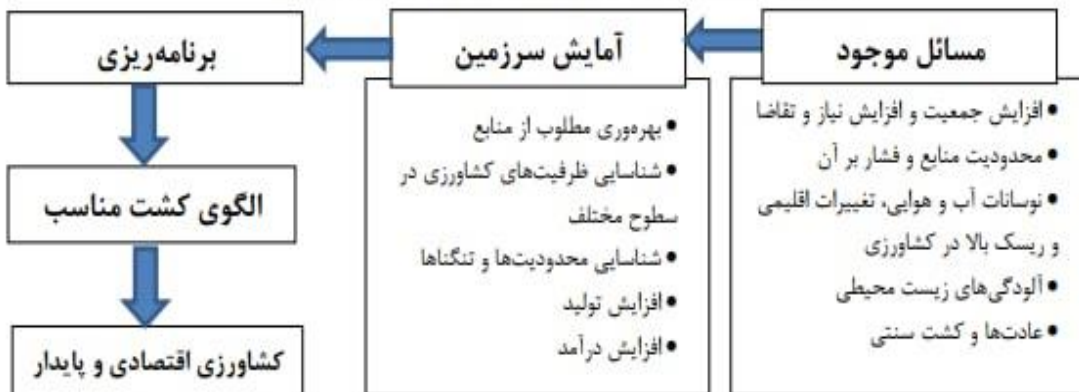 مسائل موجود
• افزایش جمعیت و افزایش نیاز و تقاضا
• محدودیت منابع و فشار بر آن
• نوسانات آب و هوایی، تغییرات اقلیمی
و ریسک بالا در کشاورزی
• آلودگی‌های زیست محیطی
• عادت‌ها و کشت سنتی
آمایش سرزمین
• بهره‌وری مطلوب از منابع
• شناسایی ظرفیت‌های کشاورزی در
سطوح مختلف
• شناسایی محدودیت‌ها و تنگناها
• افزایش تولید
• افزایش درآمد
برنامه‌ریزی
الگوی کشت مناسب
کشاورزی اقتصادی و پایدار